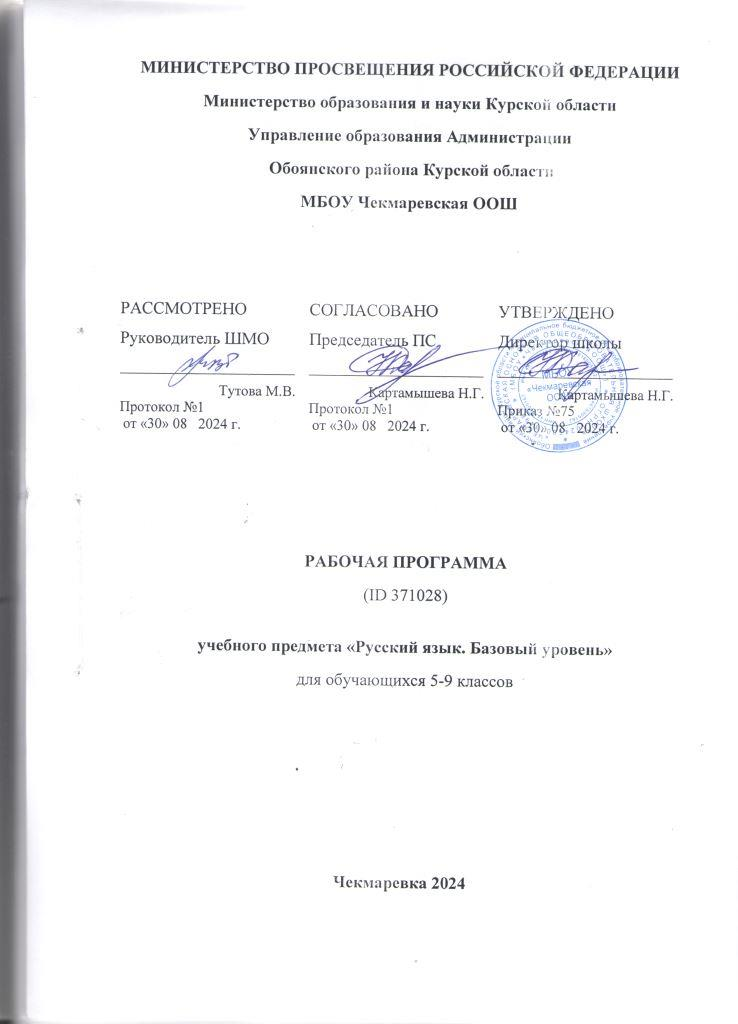 МИНИСТЕРСТВО ПРОСВЕЩЕНИЯ РОССИЙСКОЙ ФЕДЕРАЦИИ
Министерство образования и науки Курской области
Управление образования Администрации
Обоянского района Курской области
МБОУ Чекмаревская ООШ
РАССМОТРЕНО
Руководитель ШМО
Тутова М.В.
Протокол №1
от «30» 08 2024 г.
СОГЛАСОВАНО
Председатель ПС
Картамышева Н.Г.
Протокол №1
от «30» 08 2024 г.
УТВЕРЖДЕНО
Директор школы
Картамышева Н.Г.
Приказ №75
от «30» 08 2024 г.
МБОУ
«Чекмаревская
ООШ»
РАБОЧАЯ ПРОГРАММА
(ID 371028)
учебного предмета «Русский язык. Базовый уровень»
для обучающихся 5-9 классов
Чекмаревка 2024